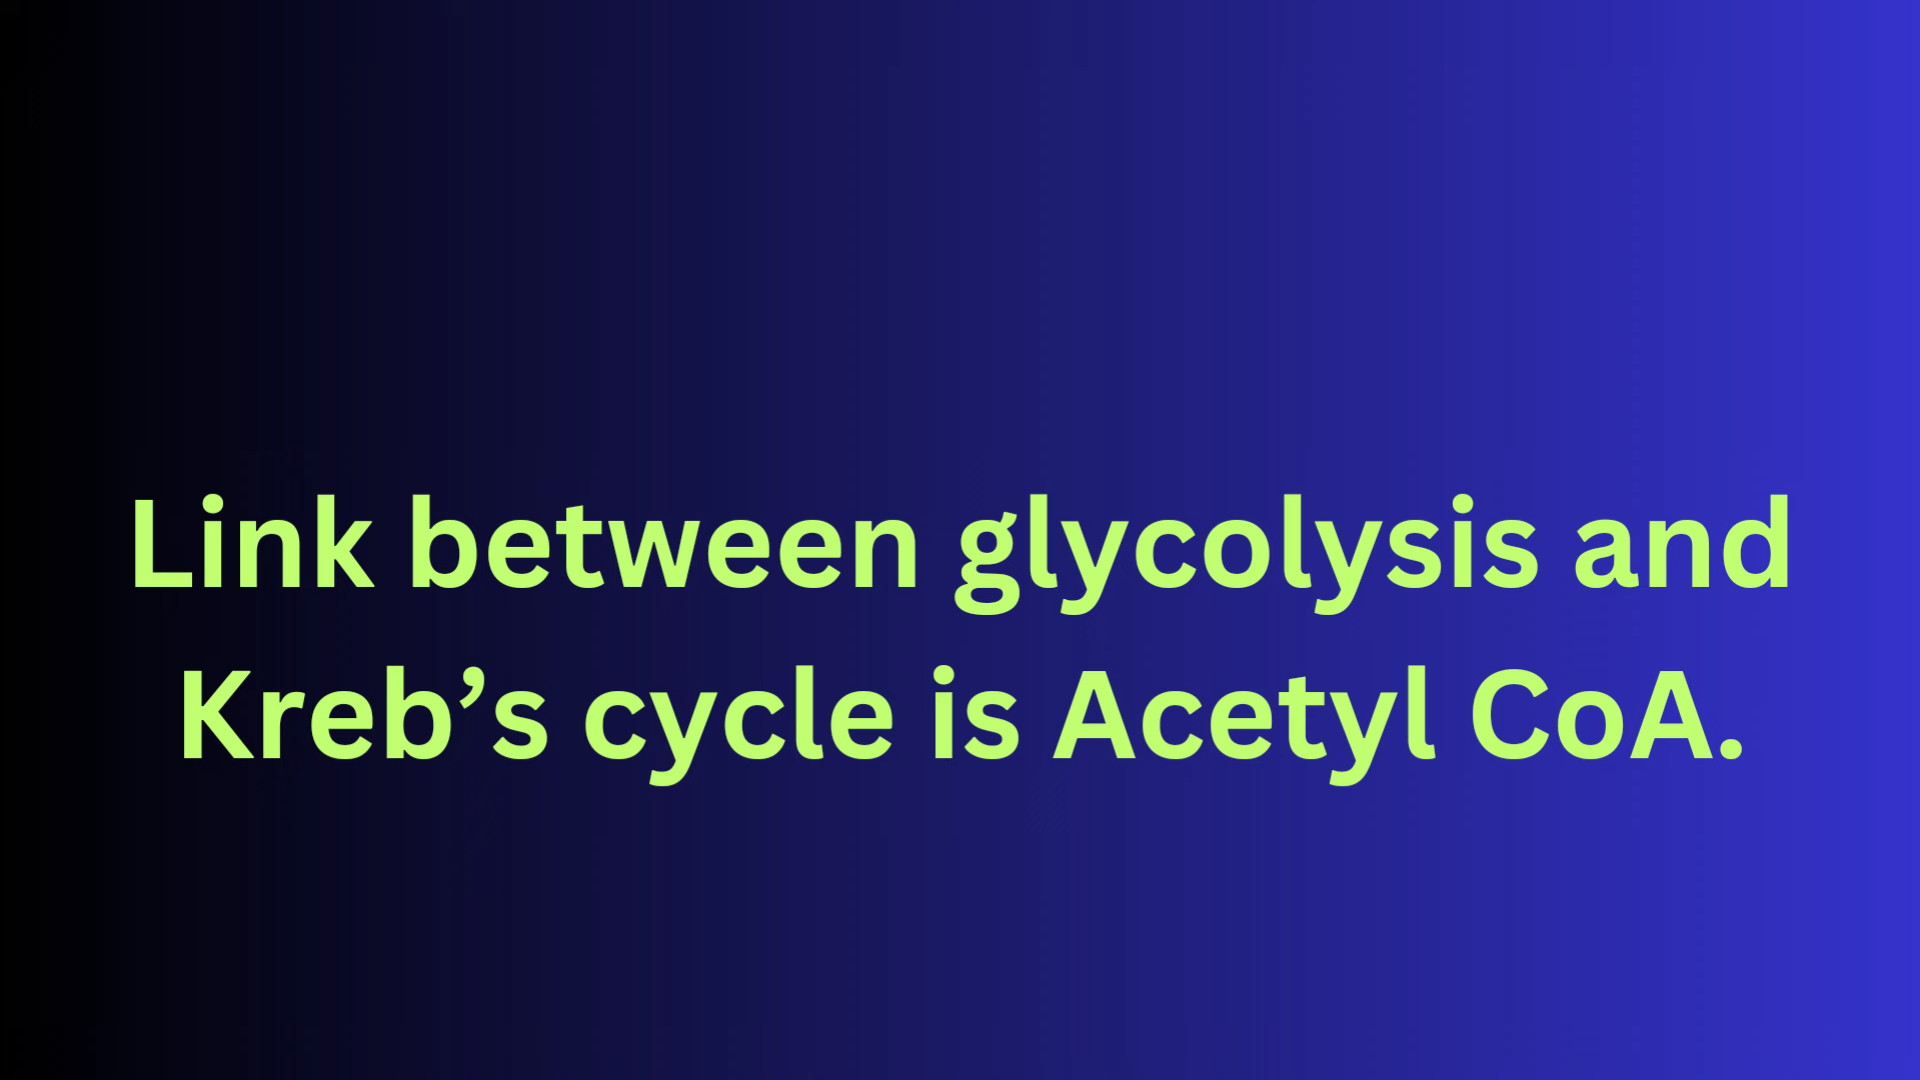 Link between glycolysis and
Kreb’s cycle is Acetyl CoA.